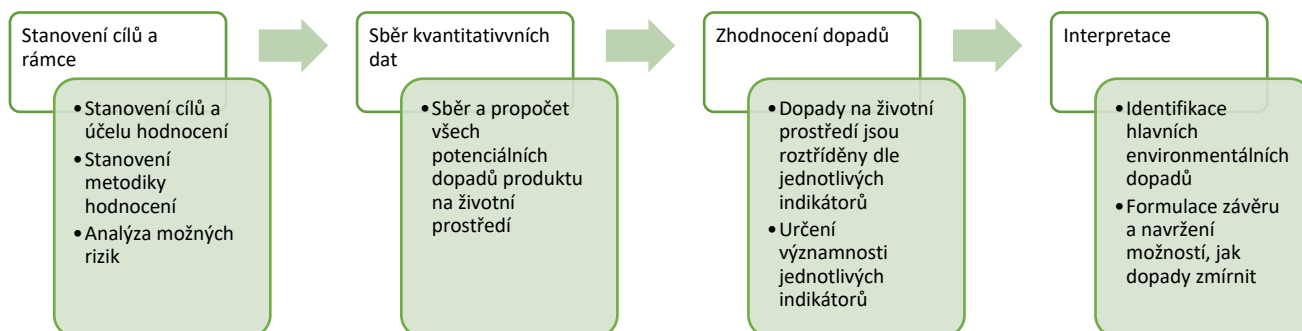 Stanovení cílů a
rámce
•Stanovení cílů a
účelu hodnocení
•Stanovení
metodiky
hodnocení
•Analýza možných
rizik
Sběr kvantitativvních
dat
•Sběr a propočet
všech
potenciálních
dopadů produktu
na životní
prostředí
Zhodnocení dopadů
•Dopady na životní
prostředí jsou
roztříděny dle
jednotlivých
indikátorů
•Určení
významnosti
jednotlivých
indikátorů
Interpretace
•Identifikace
hlavních
environmentálních
dopadů
•Formulace závěru
a navržení
možností, jak
dopady zmírnit